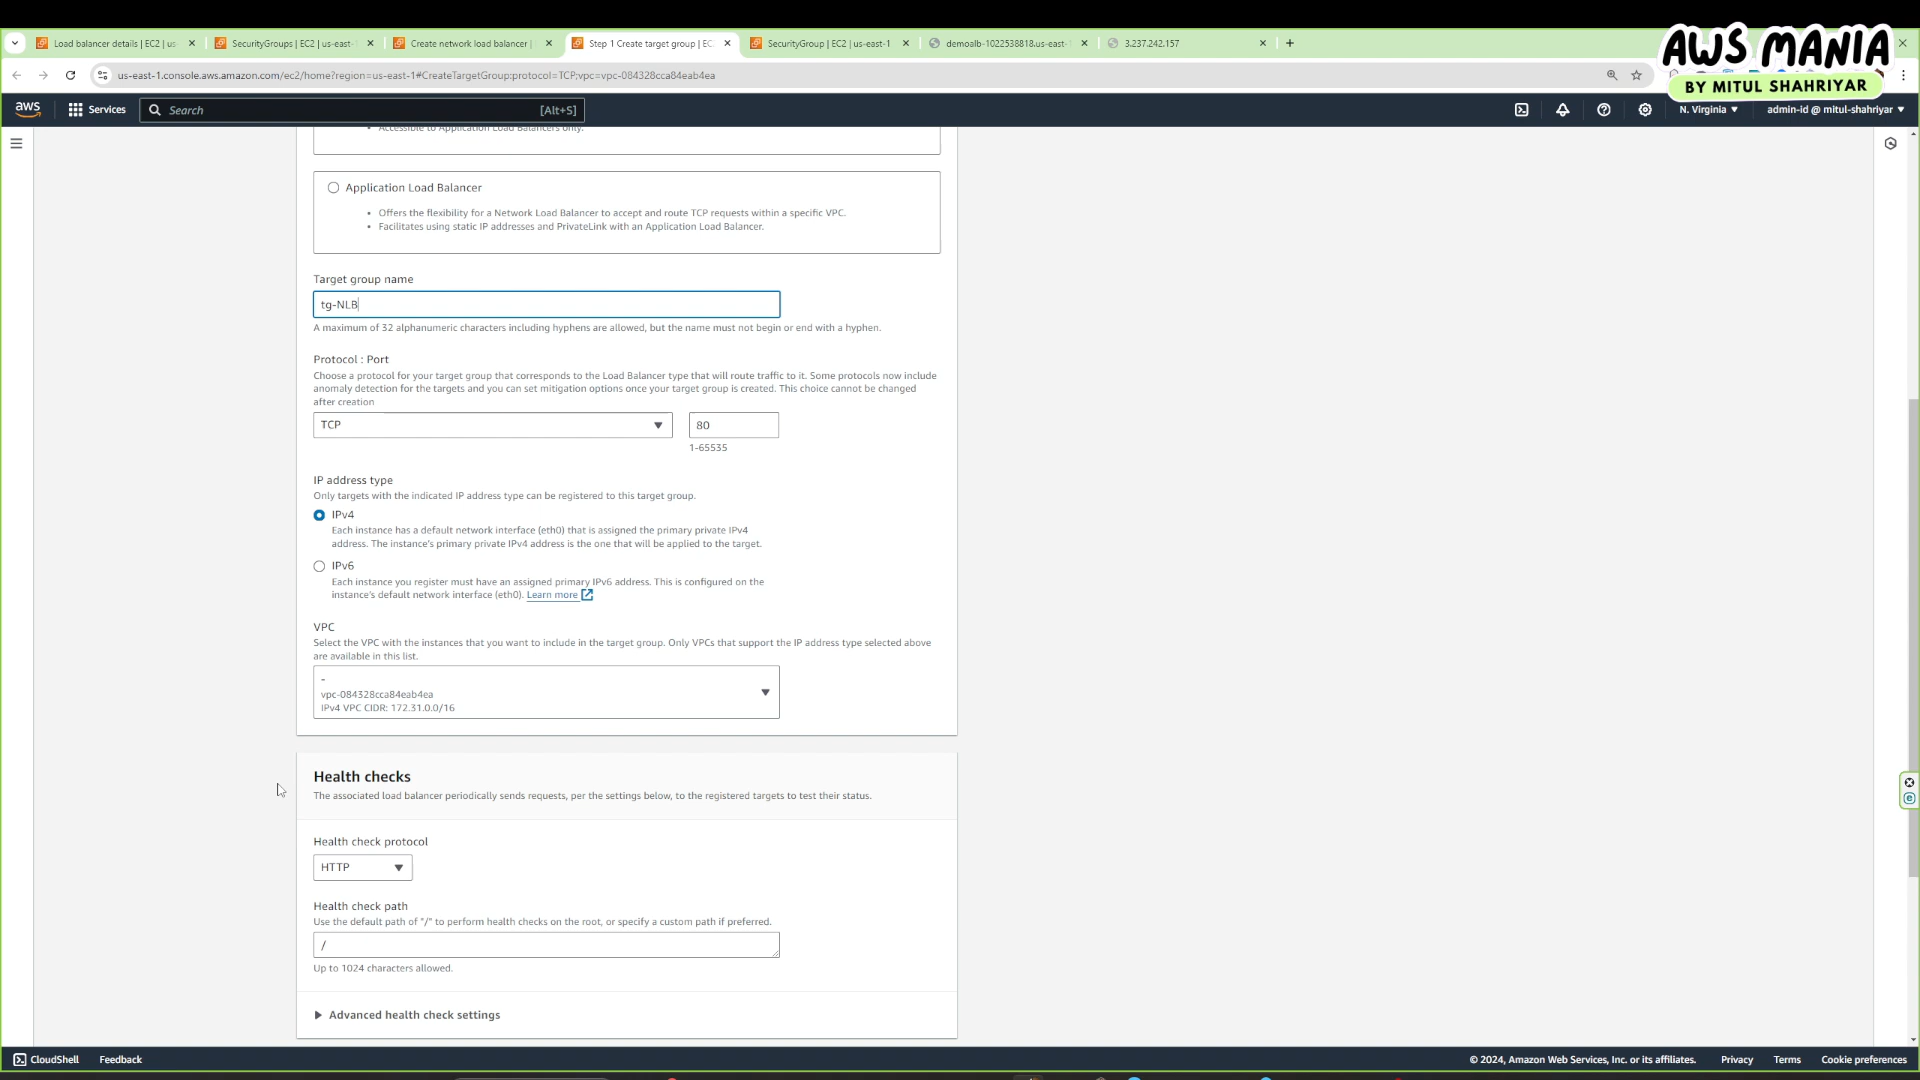 Load balancer details | EC2 | us-
SecurityGroups | EC2 | us-east-
Create network load balancer |
Step 1 Create target group | EC
SecurityGroup | EC2 | us-east-1
demoalb-1022538818.us-east-
3.237.242.157
AWS MANIA
BY MITUL SHAHRIYAR
us-east-1.console.aws.amazon.com/ec2/home?region=us-east-1#CreateTargetGroup:protocol=TCP;vpc=vpc-084328cca84eab4ea
aws
Services
Search
[Alt+S]
N. Virginia
admin-id @ mitul-shahriyar
Accessible to Application Load Balancers only.
Application Load Balancer
Offers the flexibility for a Network Load Balancer to accept and route TCP requests within a specific VPC.
Facilitates using static IP addresses and PrivateLink with an Application Load Balancer.
Target group name
tg-NLB
A maximum of 32 alphanumeric characters including hyphens are allowed, but the name must not begin or end with a hyphen.
Protocol : Port
Choose a protocol for your target group that corresponds to the Load Balancer type that will route traffic to it. Some protocols now include
anomaly detection for the targets and you can set mitigation options once your target group is created. This choice cannot be changed
after creation
TCP
80
1-65535
IP address type
Only targets with the indicated IP address type can be registered to this target group.
IPv4
Each instance has a default network interface (eth0) that is assigned the primary private IPv4
address. The instance's primary private IPv4 address is the one that will be applied to the target.
IPv6
Each instance you register must have an assigned primary IPv6 address. This is configured on the
instance's default network interface (eth0). Learn more
VPC
Select the VPC with the instances that you want to include in the target group. Only VPCs that support the IP address type selected above
are available in this list.
-
vpc-084328cca84eab4ea
IPv4 VPC CIDR: 172.31.0.0/16
Health checks
The associated load balancer periodically sends requests, per the settings below, to the registered targets to test their status.
Health check protocol
HTTP
Health check path
Use the default path of "/" to perform health checks on the root, or specify a custom path if preferred.
/
Up to 1024 characters allowed.
Advanced health check settings
CloudShell
Feedback
© 2024, Amazon Web Services, Inc. or its affiliates.
Privacy
Terms
Cookie preferences